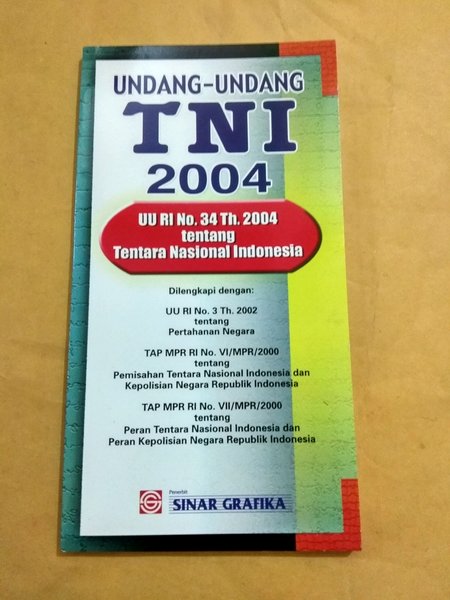 UNDANG-UNDANG
TNI
2004
UU RI No. 34 Th. 2004
tentang
Tentara Nasional Indonesia
Dilengkapi dengan:
UU RI No. 3 Th. 2002
tentang
Pertahanan Negara
TAP MPR RI No. VI/MPR/2000
tentang
Pemisahan Tentara Nasional Indonesia dan
Kepolisian Negara Republik Indonesia
TAP MPR RI No. VII/MPR/2000
tentang
Peran Tentara Nasional Indonesia dan
Peran Kepolisian Negara Republik Indonesia
Penerbit
SINAR GRAFIKA